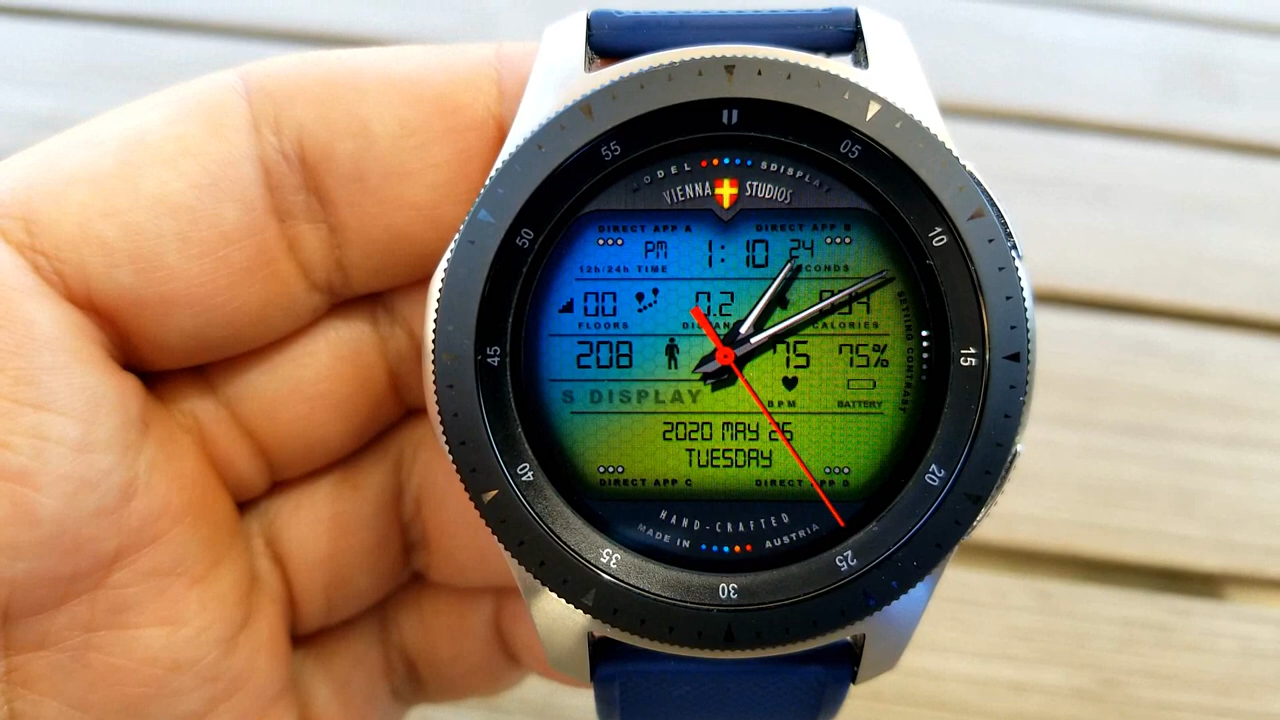 05
10
15
20
25
30
35
40
45
50
55
MODEL SDISPLAY
VIENNA STUDIOS
DIRECT APP A DIRECT APP B
PM 1:10 24
12h/24h TIME
00 0.2
FLOORS CALORIES
208 75 75%
S DISPLAY BPM BATTERY
2020 MAY 26
TUESDAY
DIRECT APP C DIRECT APP D
HAND-CRAFTED
MADE IN AUSTRIA